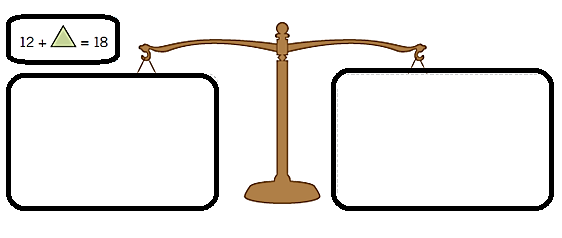 12 + △ = 18